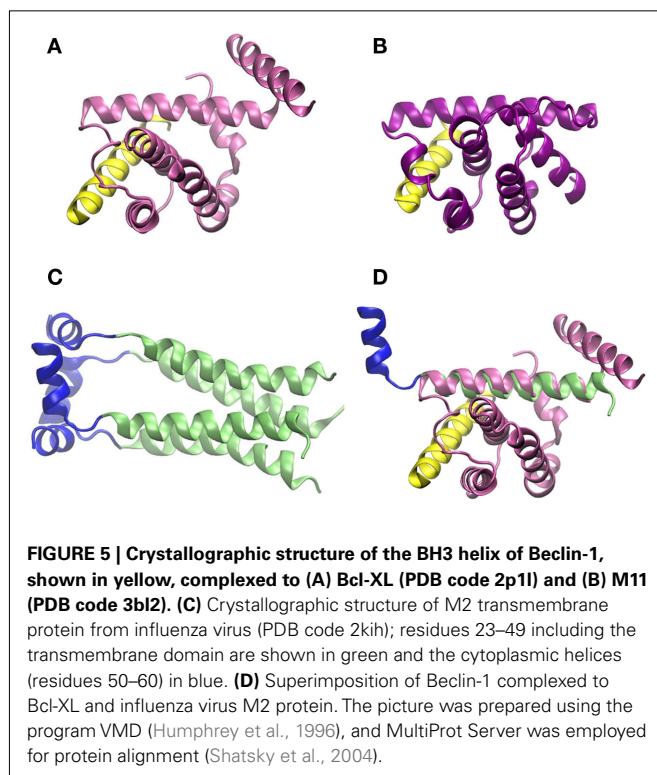 A
B
C
D
FIGURE 5 | Crystallographic structure of the BH3 helix of Beclin-1,
shown in yellow, complexed to (A) Bcl-XL (PDB code 2p1l) and (B) M11
(PDB code 3bl2). (C) Crystallographic structure of M2 transmembrane
protein from influenza virus (PDB code 2kih); residues 23–49 including the
transmembrane domain are shown in green and the cytoplasmic helices
(residues 50–60) in blue. (D) Superimposition of Beclin-1 complexed to
Bcl-XL and influenza virus M2 protein. The picture was prepared using the
program VMD (Humphrey et al., 1996), and MultiProt Server was employed
for protein alignment (Shatsky et al., 2004).